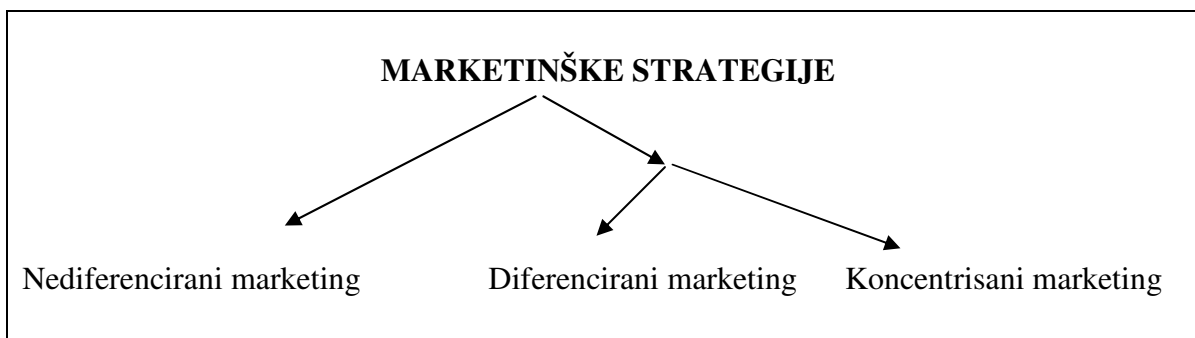 MARKETINŠKE STRATEGIJE
Nediferencirani marketing
Diferencirani marketing
Koncentrisani marketing